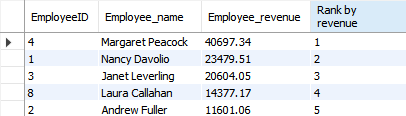 EmployeeID Employee_name Employee_revenue Rank by revenue
4 Margaret Peacock 40697.34 1
1 Nancy Davolio 23479.51 2
3 Janet Leverling 20604.05 3
8 Laura Callahan 14377.17 4
2 Andrew Fuller 11601.06 5